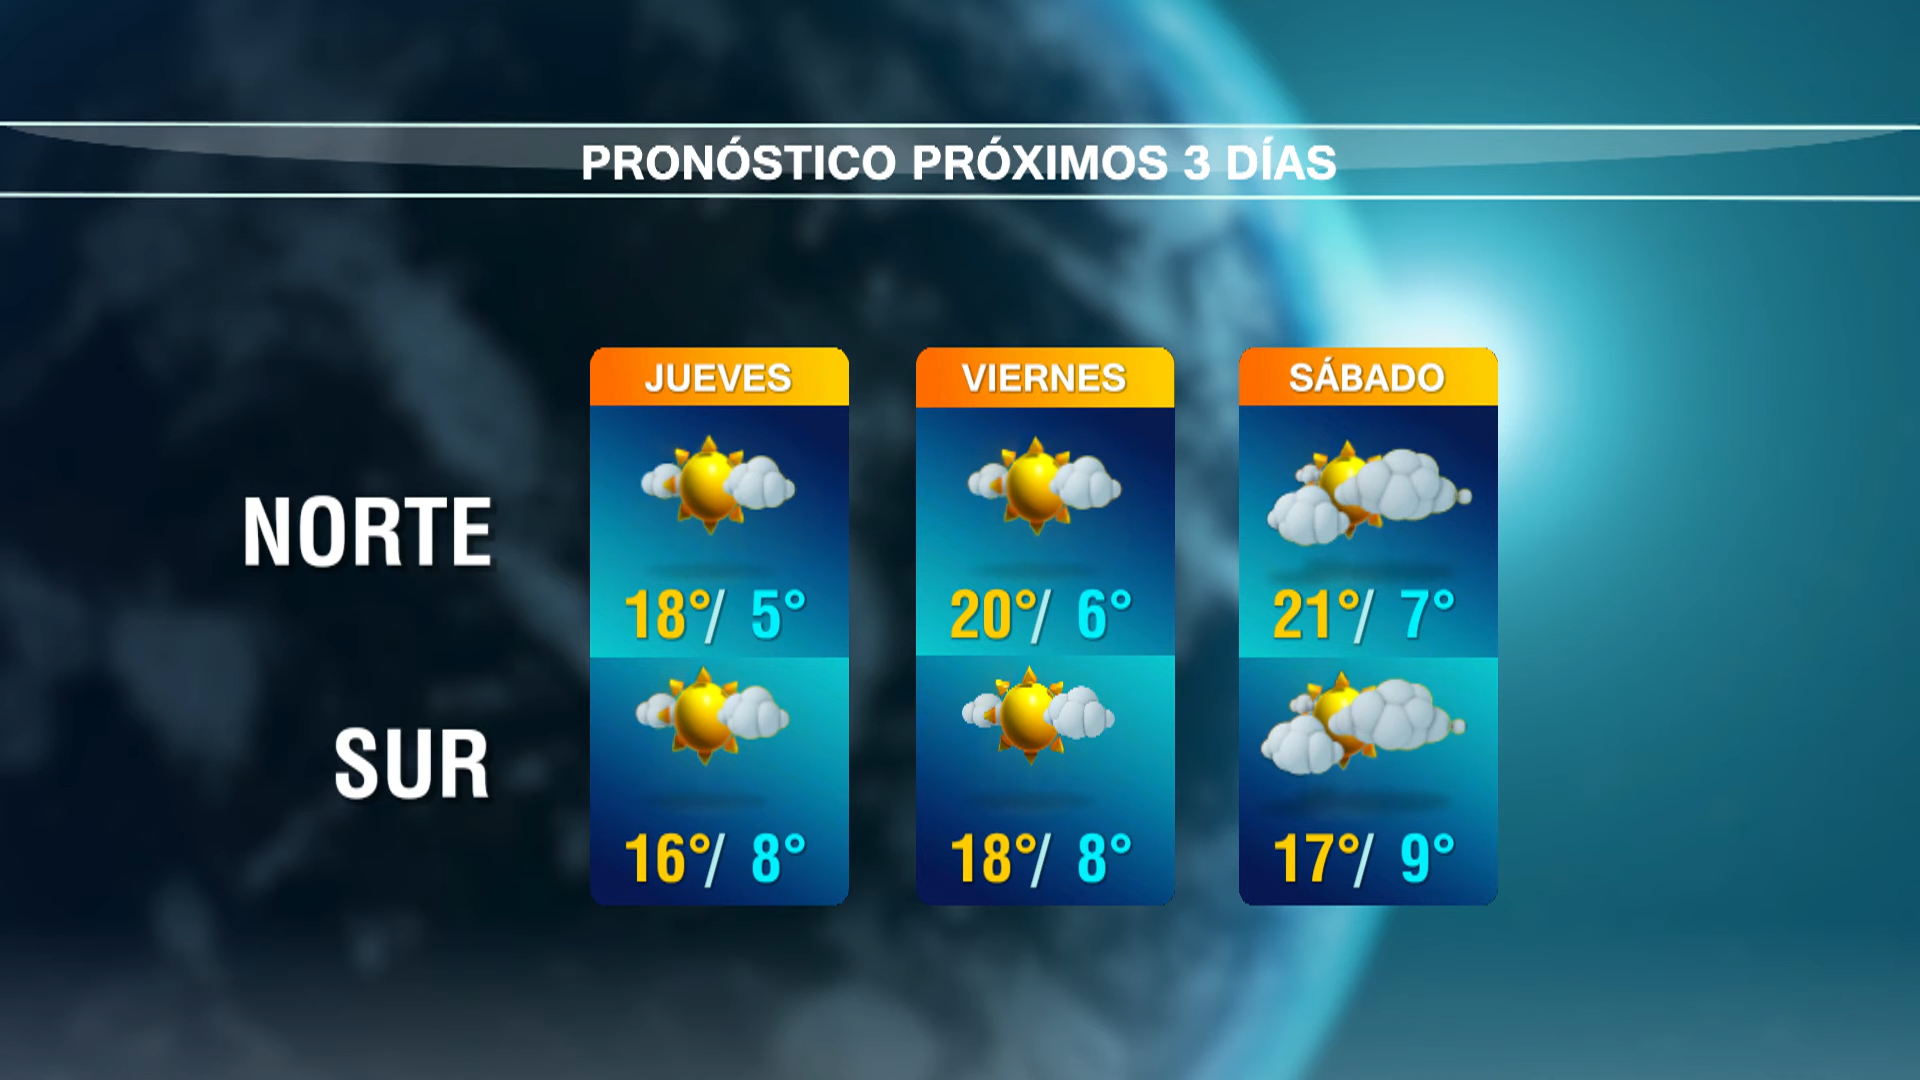 PRONÓSTICO PRÓXIMOS 3 DÍAS
JUEVES VIERNES SÁBADO
NORTE
18°/ 5° 20°/ 6° 21°/ 7°
SUR
16°/ 8° 18°/ 8° 17°/ 9°